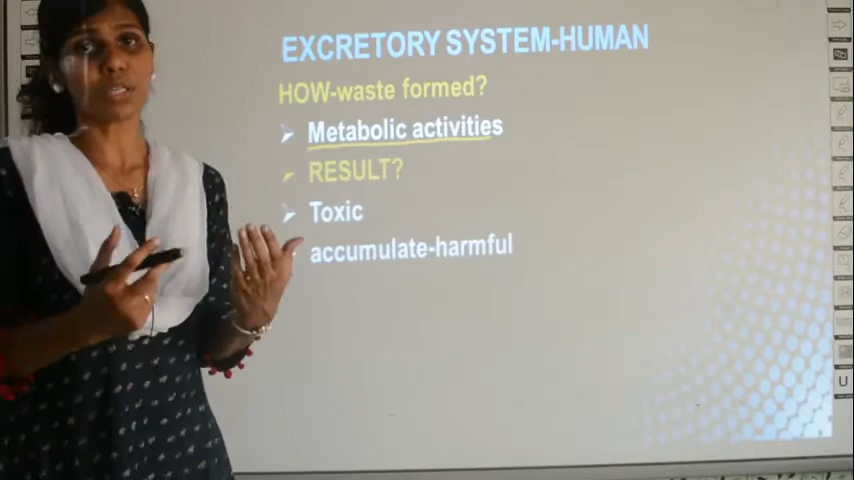 EXCRETORY SYSTEM-HUMAN
HOW-waste formed?
Metabolic activities
RESULT?
Toxic
accumulate-harmful
U